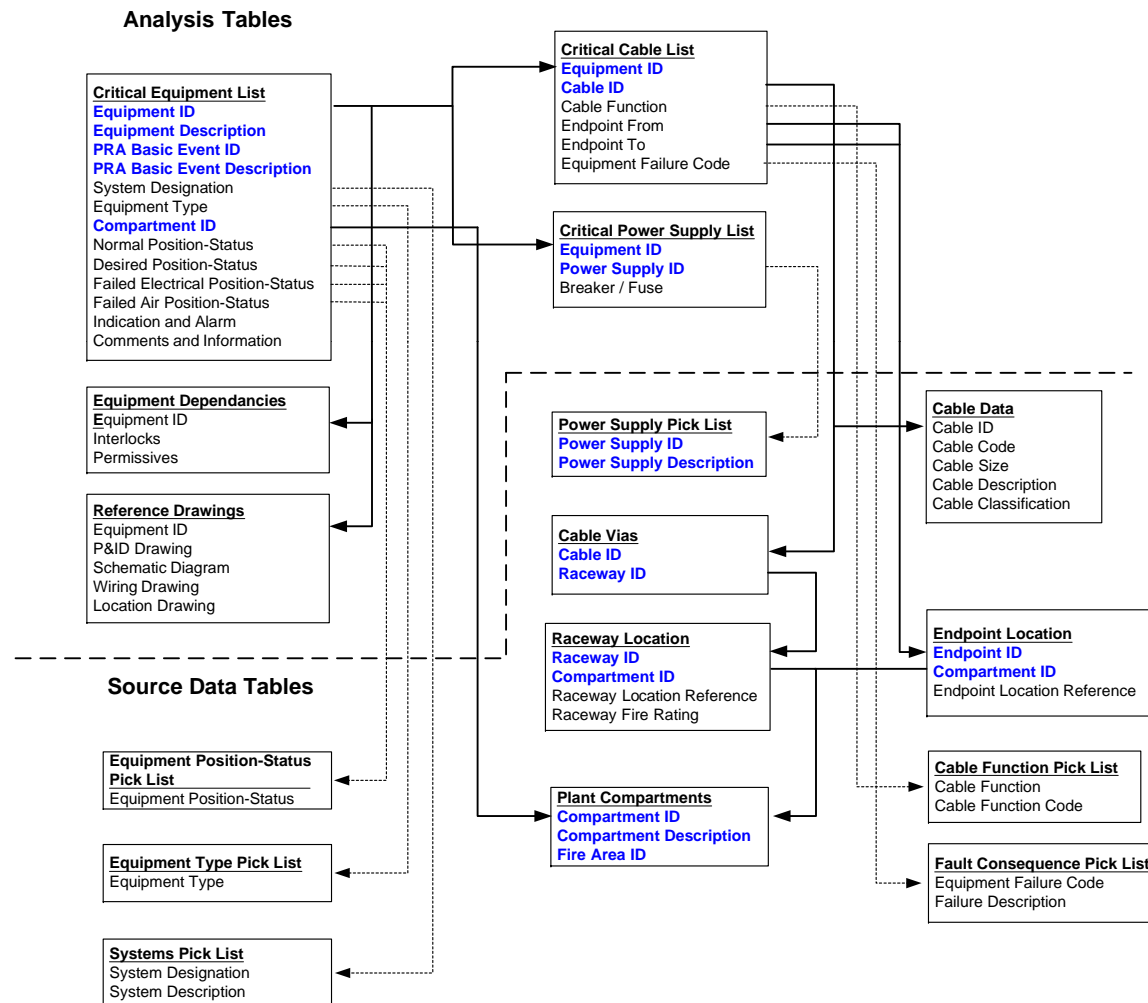 Analysis Tables
Critical Equipment List
Equipment ID
Equipment Description
PRA Basic Event ID
PRA Basic Event Description
System Designation
Equipment Type
Compartment ID
Normal Position-Status
Desired Position-Status
Failed Electrical Position-Status
Failed Air Position-Status
Indication and Alarm
Comments and Information
Equipment Dependancies
Equipment ID
Interlocks
Permissives
Reference Drawings
Equipment ID
P&ID Drawing
Schematic Diagram
Wiring Drawing
Location Drawing
Critical Cable List
Equipment ID
Cable ID
Cable Function
Endpoint From
Endpoint To
Equipment Failure Code
Critical Power Supply List
Equipment ID
Power Supply ID
Breaker / Fuse
Source Data Tables
Equipment Position-Status
Pick List
Equipment Position-Status
Equipment Type Pick List
Equipment Type
Systems Pick List
System Designation
System Description
Power Supply Pick List
Power Supply ID
Power Supply Description
Cable Vias
Cable ID
Raceway ID
Raceway Location
Raceway ID
Compartment ID
Raceway Location Reference
Raceway Fire Rating
Plant Compartments
Compartment ID
Compartment Description
Fire Area ID
Cable Data
Cable ID
Cable Code
Cable Size
Cable Description
Cable Classification
Endpoint Location
Endpoint ID
Compartment ID
Endpoint Location Reference
Cable Function Pick List
Cable Function
Cable Function Code
Fault Consequence Pick List
Equipment Failure Code
Failure Description